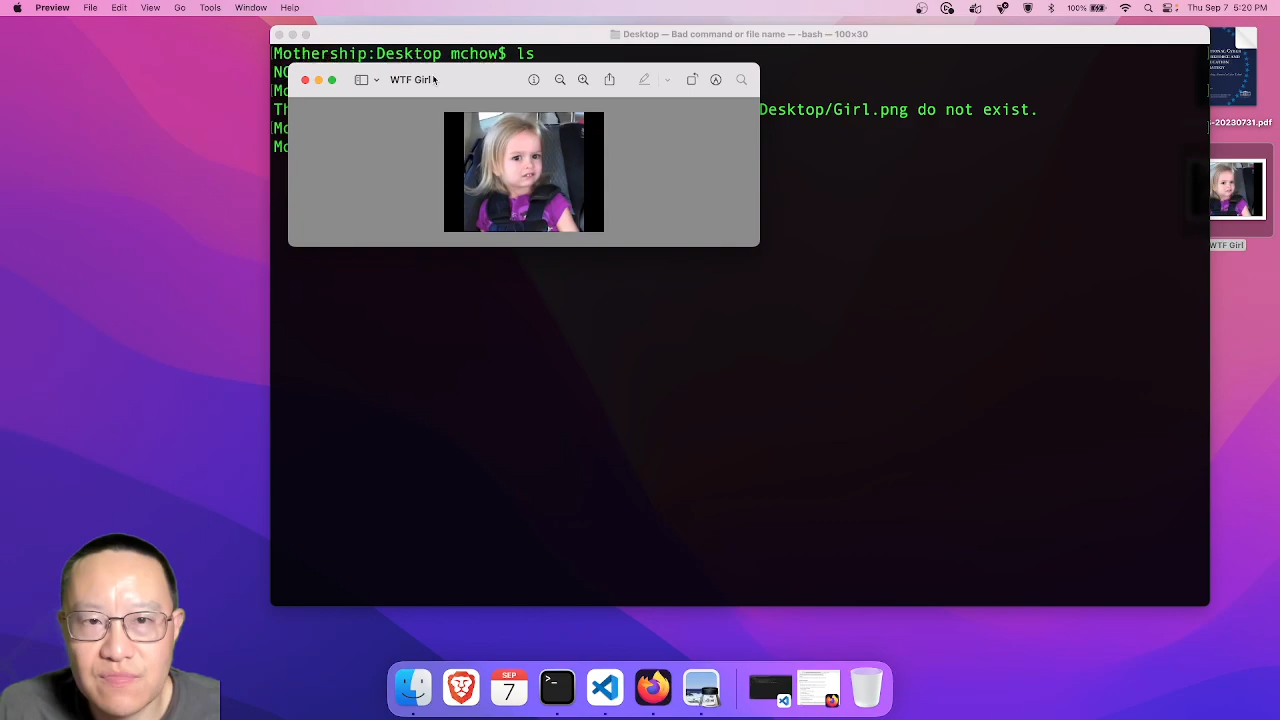 Preview File Edit View Go Tools Window Help
100% Thu Sep 7 5:20 PM
Desktop — Bad command or file name — -bash — 100×30
[Mothership:Desktop mchow$ ls
WTF Girl
Desktop/Girl.png do not exist.
-20230731.pdf
WTF Girl
SEP
7